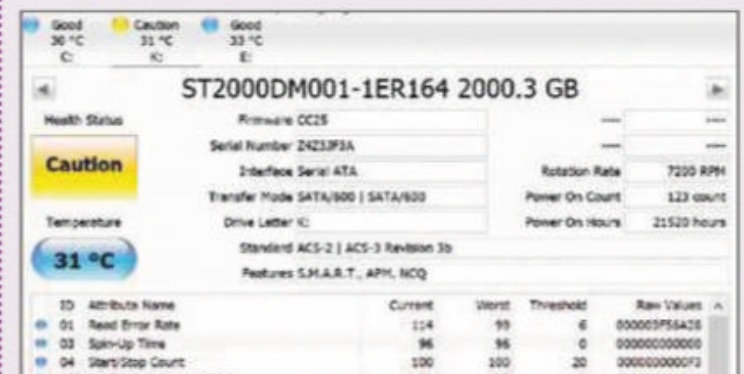 Good Caution Good
30 °C 31 °C 33 °C
C: K: E:
ST2000DM001-1ER164 2000.3 GB
Health Status Firmware CC25 ---- ----
Serial Number ---- ----
Caution Interface Serial ATA Rotation Rate 7200 RPM
Transfer Mode SATA/600 | SATA/600 Power On Count 123 count
Temperature Drive Letter K: Power On Hours 21520 hours
31 °C Standard ACS-2 | ACS-3 Revision 3b
Features S.M.A.R.T., APM, NCQ
ID Attribute Name Current Worst Threshold Raw Values
01 Read Error Rate 114 99 6
03 Spin-Up Time 96 96 0 000000000000
04 Start/Stop Count 100 100 20 0000000000F3